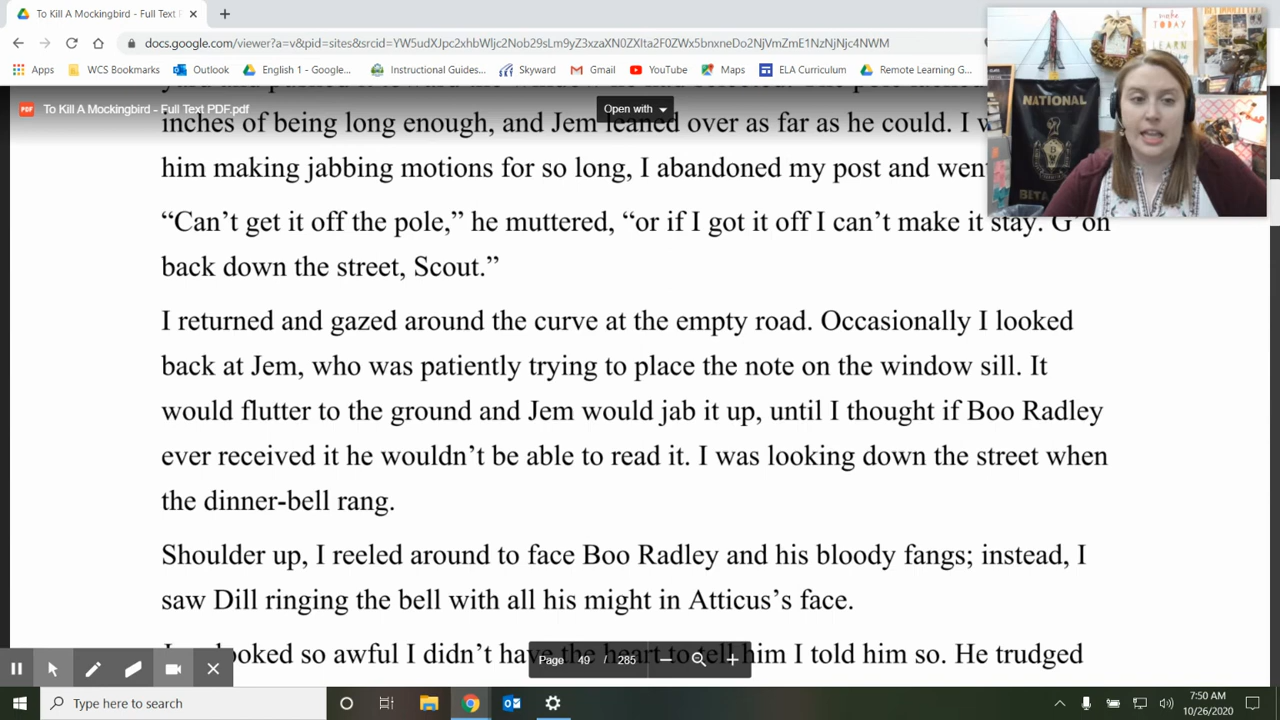 To Kill A Mockingbird - Full Text
docs.google.com/viewer?a=v&pid=sites&srcid=
Apps WCS Bookmarks Outlook English 1 - Google... Instructional Guides... Skyward Gmail YouTube Maps ELA Curriculum Remote Learning G...
PDF To Kill A Mockingbird - Full Text PDF.pdf Open with
inches of being long enough, and Jem leaned over as far as he could. I
him making jabbing motions for so long, I abandoned my post and went
“Can’t get it off the pole,” he muttered, “or if I got it off I can’t make it stay. G’on
back down the street, Scout.”
I returned and gazed around the curve at the empty road. Occasionally I looked
back at Jem, who was patiently trying to place the note on the window sill. It
would flutter to the ground and Jem would jab it up, until I thought if Boo Radley
ever received it he wouldn’t be able to read it. I was looking down the street when
the dinner-bell rang.
Shoulder up, I reeled around to face Boo Radley and his bloody fangs; instead, I
saw Dill ringing the bell with all his might in Atticus’s face.
looked so awful I didn’t have the heart to tell him I told him so. He trudged
Page 49 / 285
Type here to search
7:50 AM
10/26/2020
make
TODAY
LEARN
NATIONAL
BETA